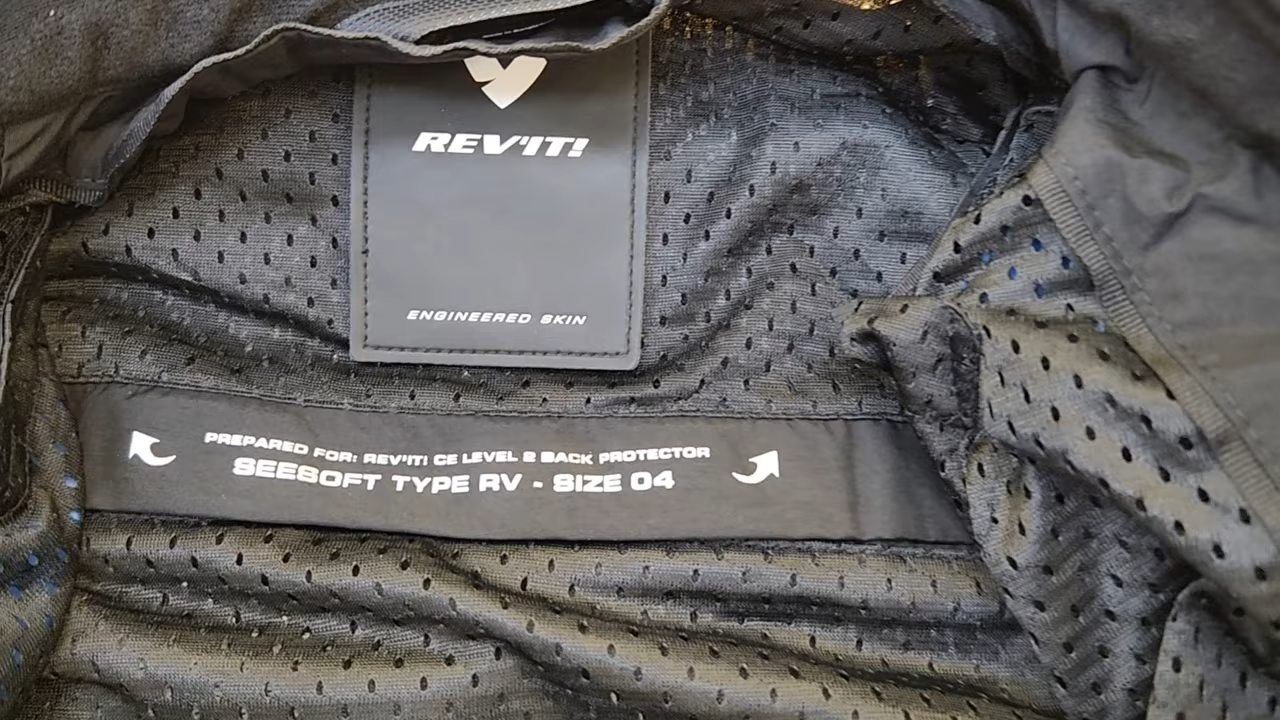 REV'IT!
ENGINEERED SKIN
PREPARED FOR: REV'IT! CE LEVEL 2 BACK PROTECTOR
SEESOFT TYPE RV - SIZE 04